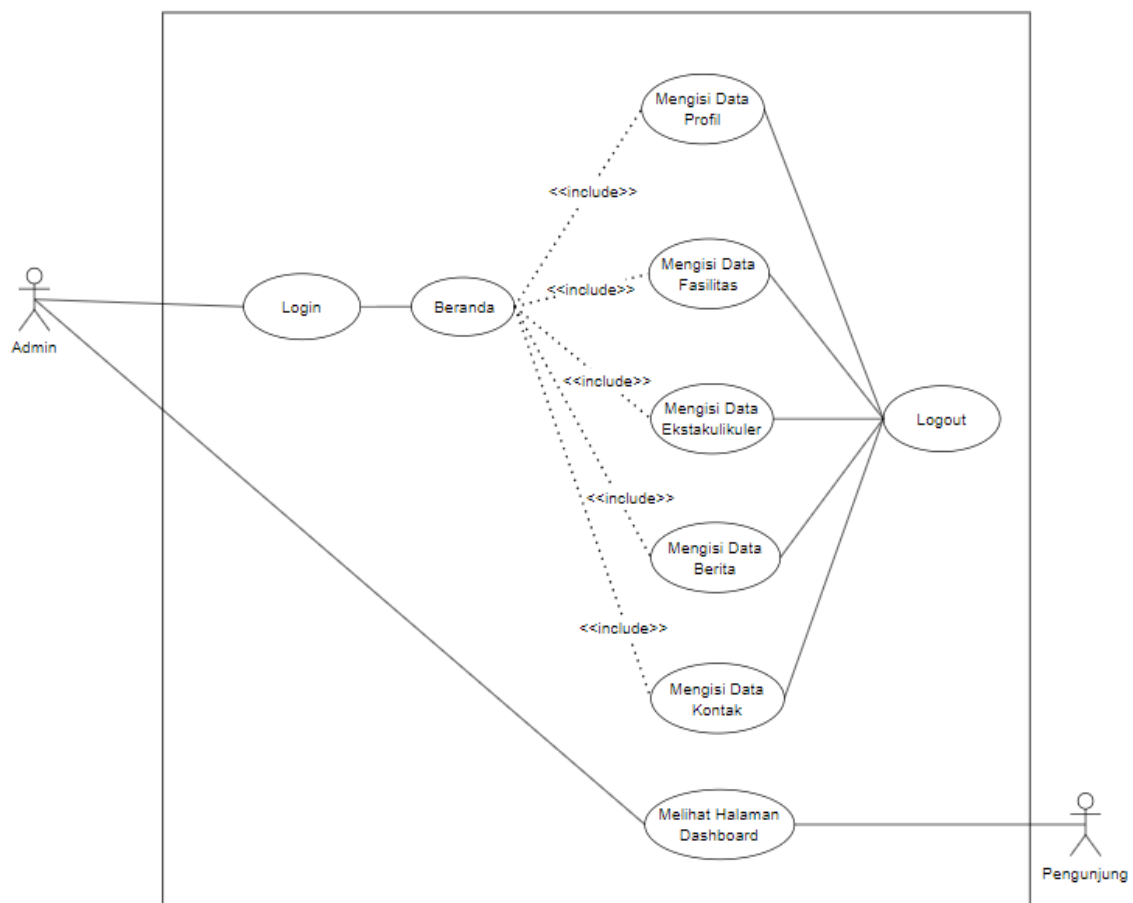 Mengisi Data
Profil
<<include>>
Mengisi Data
Fasilitas
<<include>>
Admin
Login
Beranda
<<include>>
Mengisi Data
Ekstakulikuler
Logout
<<include>>
Mengisi Data
Berita
<<include>>
Mengisi Data
Kontak
Melihat Halaman
Dashboard
Pengunjung